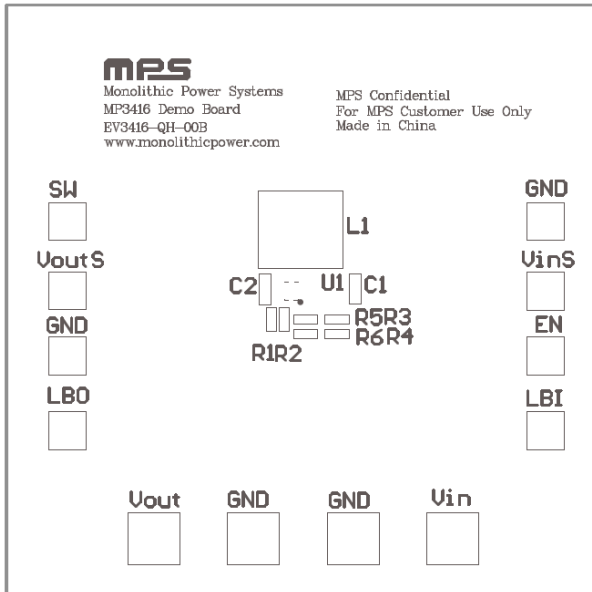 MPS
Monolithic Power Systems
MP3416 Demo Board
EV3416-QH-00B
www.monolithicpower.com
MPS Confidential
For MPS Customer Use Only
Made in China
SW
GND
L1
VoutS
VinS
C2
U1
C1
GND
EN
R5R3
R6R4
R1R2
LBO
LBI
Vout
GND
GND
Vin